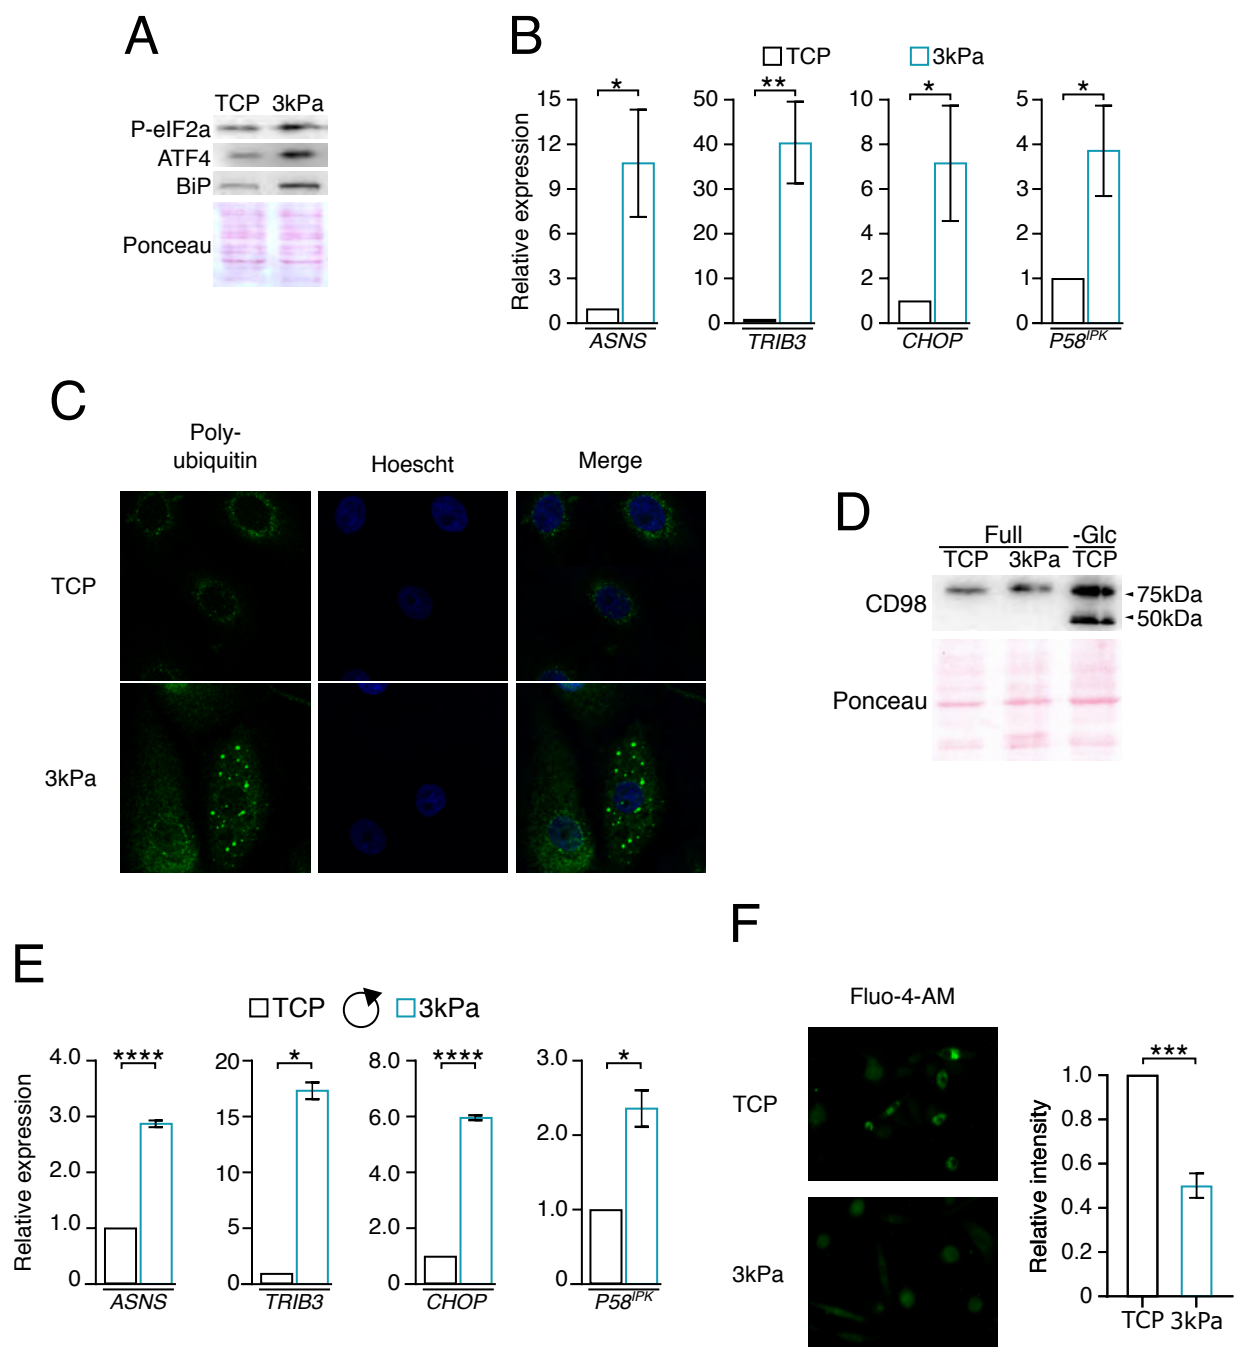 A
TCP 3kPa
P-eIF2a
ATF4
BiP
Ponceau
B
TCP 3kPa
Relative expression
* ** * *
15 50 10 5
12 40 8 4
9 30 6 3
6 20 4 2
3 10 2 1
0 0 0 0
ASNS TRIB3 CHOP P58IPK
C
Poly-
ubiquitin
Hoescht
Merge
TCP
3kPa
D
Full -Glc
TCP 3kPa TCP
CD98
75kDa
50kDa
Ponceau
E
TCP 3kPa
Relative expression
**** * **** *
4.0 20 8.0 3.0
3.0 15 6.0 2.0
2.0 10 4.0 1.0
1.0 5 2.0 0
0 0 0
ASNS TRIB3 CHOP P58IPK
F
Fluo-4-AM
TCP
3kPa
Relative intensity
***
1.0
0.8
0.6
0.4
0.2
0
TCP 3kPa